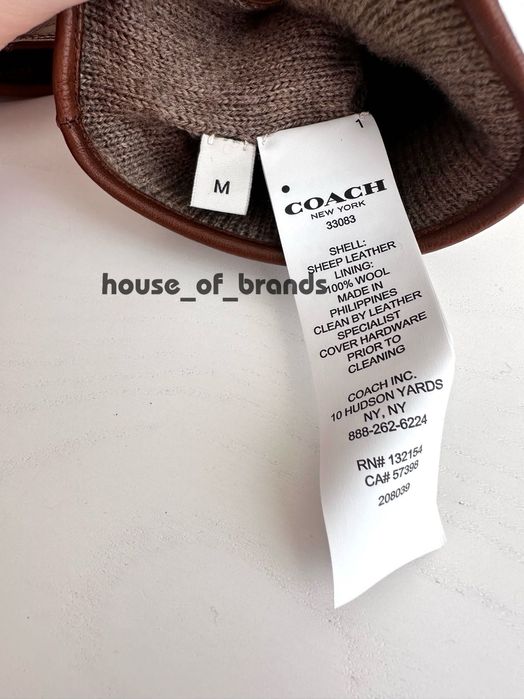 M
1
COACH
NEW YORK
33083
SHELL:
SHEEP LEATHER
LINING:
100% WOOL
MADE IN
PHILIPPINES
CLEAN BY LEATHER
SPECIALIST
COVER HARDWARE
PRIOR TO
CLEANING
COACH INC.
10 HUDSON YARDS
NY, NY
888-262-6224
RN# 132154
CA# 57398
208039
house_of_brands